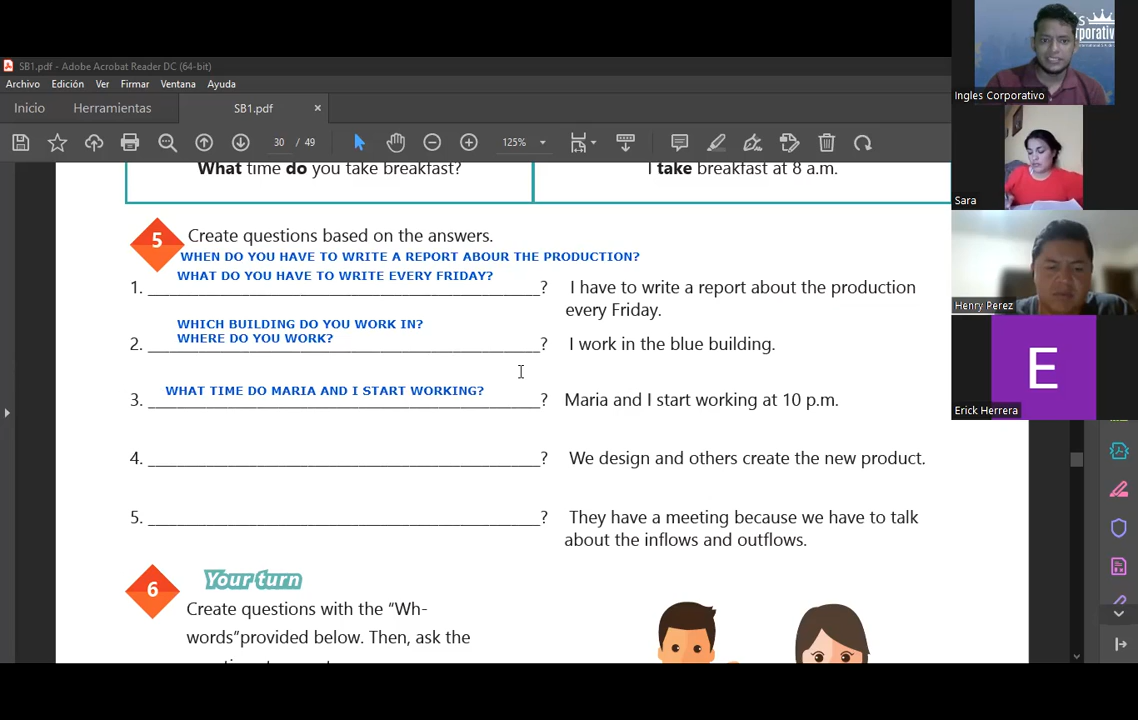 SB1.pdf - Adobe Acrobat Reader DC (64-bit)
Archivo Edición Ver Firmar Ventana Ayuda
Inicio Herramientas SB1.pdf ×
30 / 49 125%
What time do you take breakfast? I take breakfast at 8 a.m.
5 Create questions based on the answers.
WHEN DO YOU HAVE TO WRITE A REPORT ABOUR THE PRODUCTION?
WHAT DO YOU HAVE TO WRITE EVERY FRIDAY?
1. ________________________________? I have to write a report about the production
every Friday.
WHICH BUILDING DO YOU WORK IN?
WHERE DO YOU WORK?
2. ________________________________? I work in the blue building.
WHAT TIME DO MARIA AND I START WORKING?
3. ________________________________? Maria and I start working at 10 p.m.
4. ________________________________? We design and others create the new product.
5. ________________________________? They have a meeting because we have to talk
about the inflows and outflows.
6 Your turn
Create questions with the “Wh-
words”provided below. Then, ask the
Ingles Corporativo
Sara
Henry Perez
E
Erick Herrera